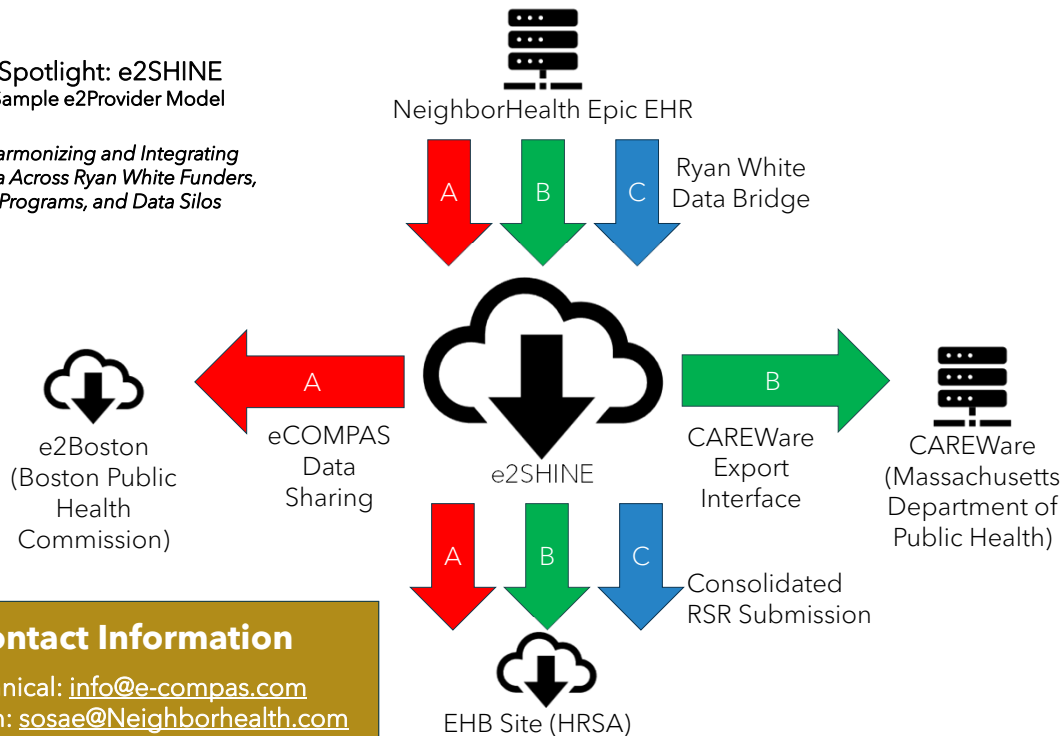 Spotlight: e2SHINE
Sample e2Provider Model
armonizing and Integrating
a Across Ryan White Funders,
Programs, and Data Silos
NeighborHealth Epic EHR
A
B
C
Ryan White
Data Bridge
e2Boston
(Boston Public
Health
Commission)
A
eCOMPAS
Data
Sharing
e2SHINE
B
CAREWare
Export
Interface
CAREWare
(Massachusetts
Department of
Public Health)
A
B
C
Consolidated
RSR Submission
EHB Site (HRSA)
ontact Information
nical: info@e-compas.com
n: sosae@Neighborhealth.com